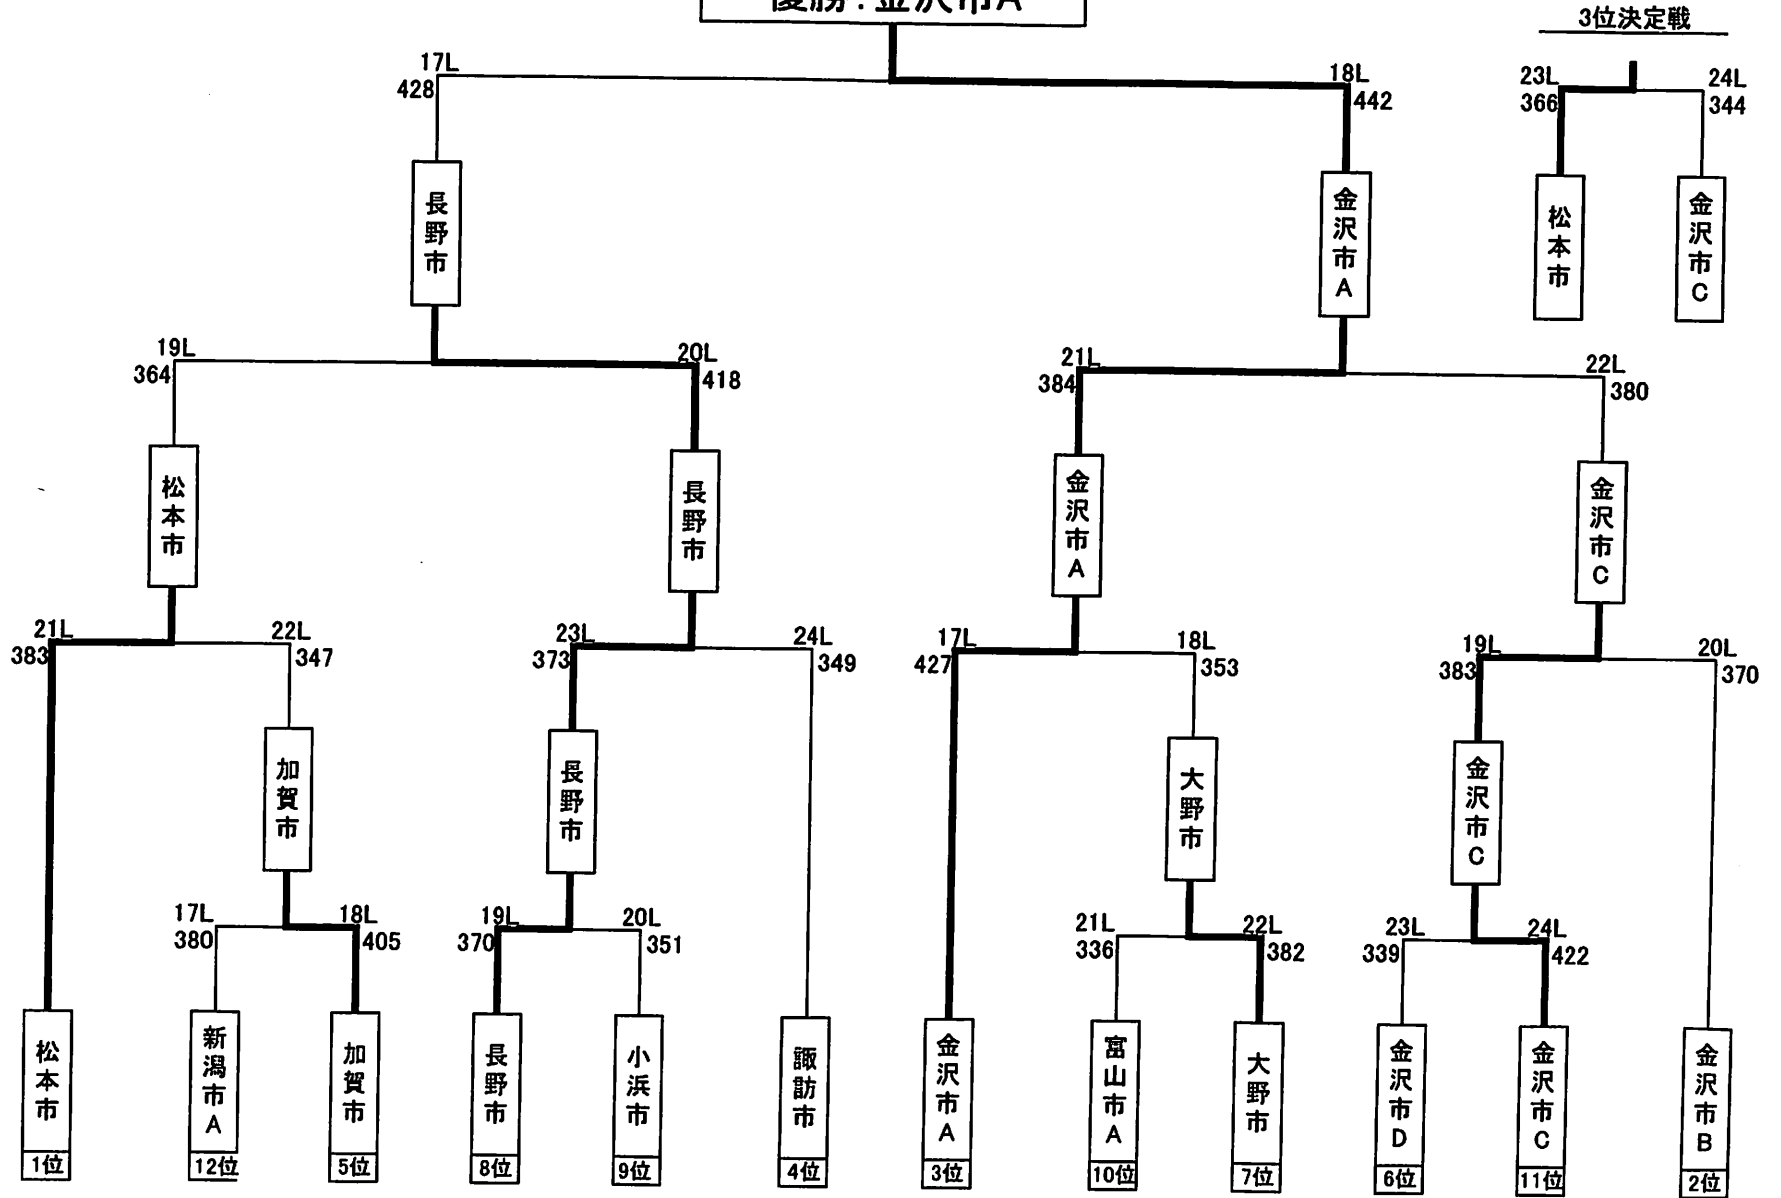 優勝:金沢市A
3位決定戦
17L
428
18L
442
23L
366
24L
344
長野市
金沢市A
松本市
金沢市C
19L
364
20L
418
21L
384
22L
380
松本市
長野市
金沢市A
金沢市C
21L
383
22L
347
23L
373
24L
349
17L
427
18L
353
19L
383
20L
370
加賀市
長野市
大野市
金沢市C
17L
380
18L
405
19L
370
20L
351
21L
336
22L
382
23L
339
24L
422
松本市
新潟市A
加賀市
長野市
小浜市
諏訪市
金沢市A
富山市A
大野市
金沢市D
金沢市C
金沢市B
1位
12位
5位
8位
9位
4位
3位
10位
7位
6位
11位
2位